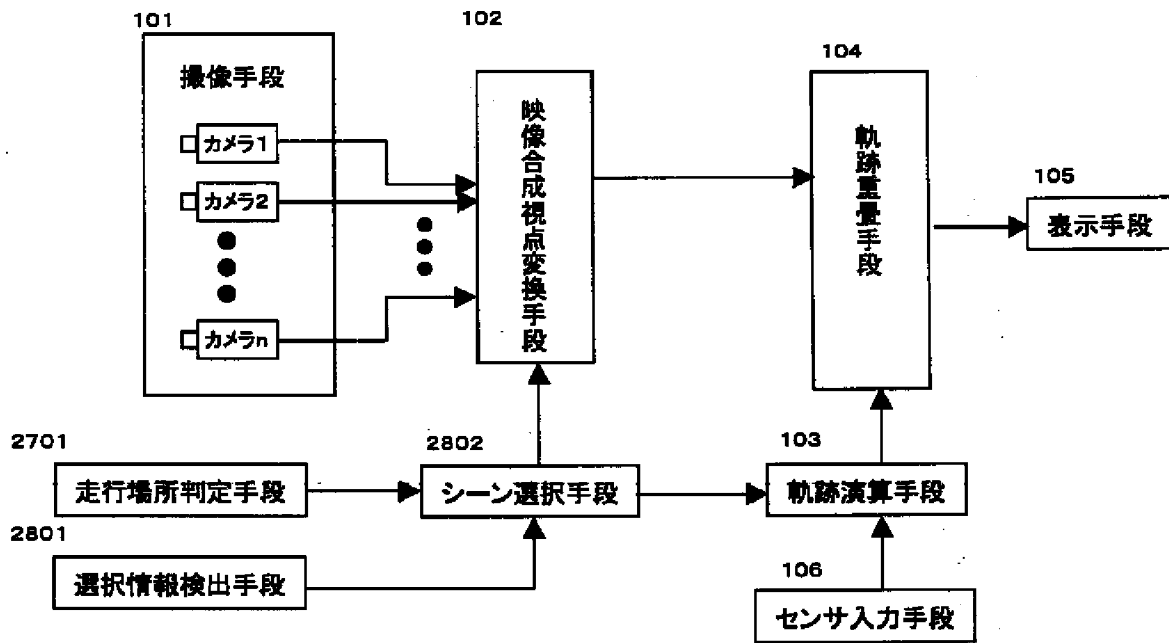 101
撮像手段
カメラ1
カメラ2
カメラn
102
映像合成視点変換手段
104
軌跡重畳手段
105
表示手段
2701
走行場所判定手段
2802
シーン選択手段
103
軌跡演算手段
2801
選択情報検出手段
106
センサ入力手段